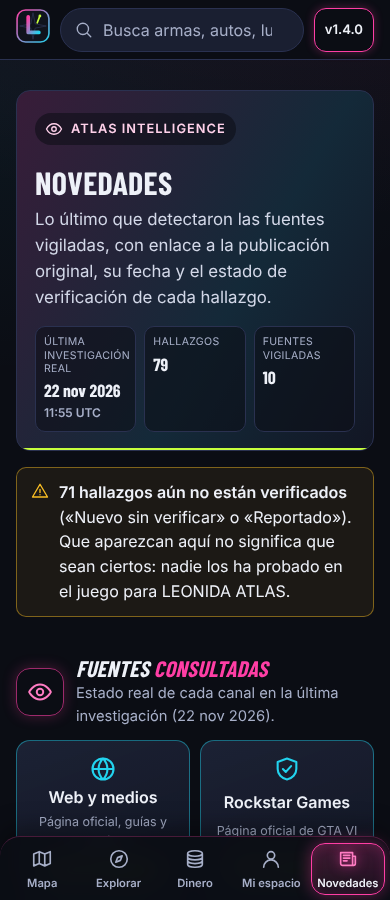 Busca armas, autos, lu
v1.4.0
ATLAS INTELLIGENCE
NOVEDADES
Lo último que detectaron las fuentes
vigiladas, con enlace a la publicación
original, su fecha y el estado de
verificación de cada hallazgo.
ÚLTIMA
INVESTIGACIÓN
REAL
22 nov 2026
11:55 UTC
HALLAZGOS
79
FUENTES
VIGILADAS
10
71 hallazgos aún no están verificados
(«Nuevo sin verificar» o «Reportado»).
Que aparezcan aquí no significa que
sean ciertos: nadie los ha probado en
el juego para LEONIDA ATLAS.
FUENTES CONSULTADAS
Estado real de cada canal en la última
investigación (22 nov 2026).
Web y medios
Página oficial, guías y
Rockstar Games
Página oficial de GTA VI
Mapa
Explorar
Dinero
Mi espacio
Novedades